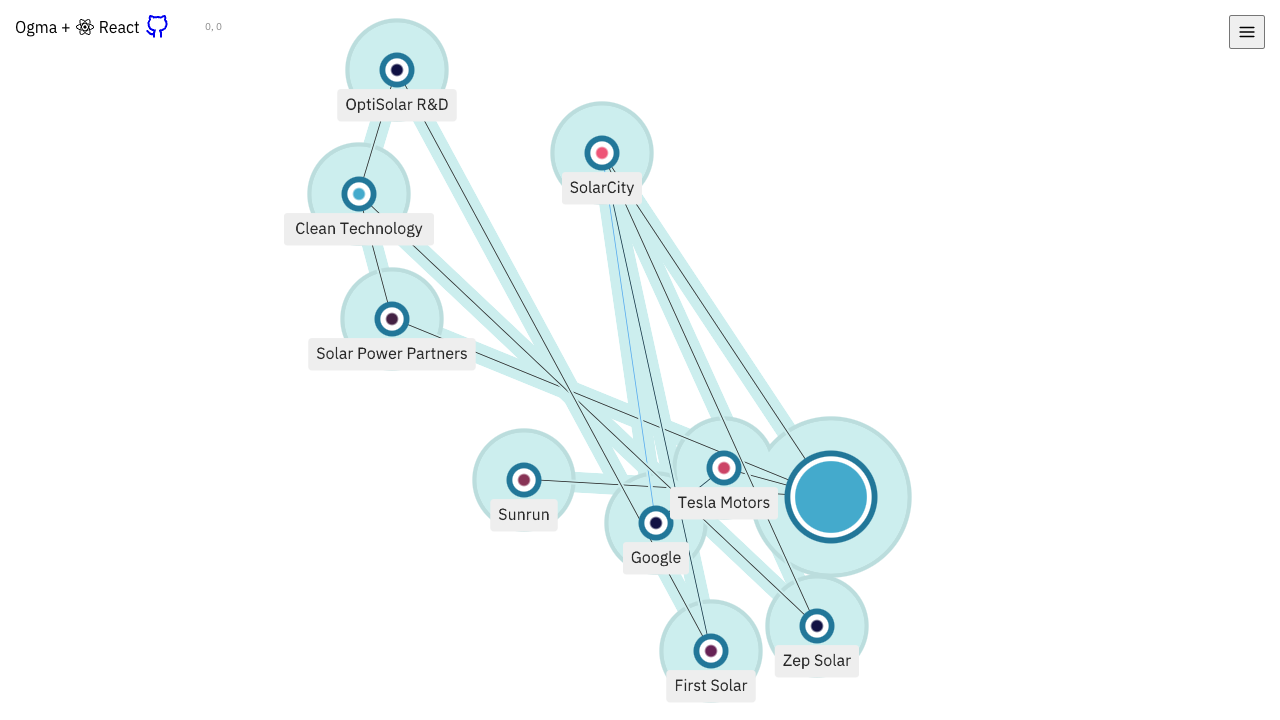 Ogma + React
0, 0
OptiSolar R&D
SolarCity
Clean Technology
Solar Power Partners
Tesla Motors
Sunrun
Google
Zep Solar
First Solar